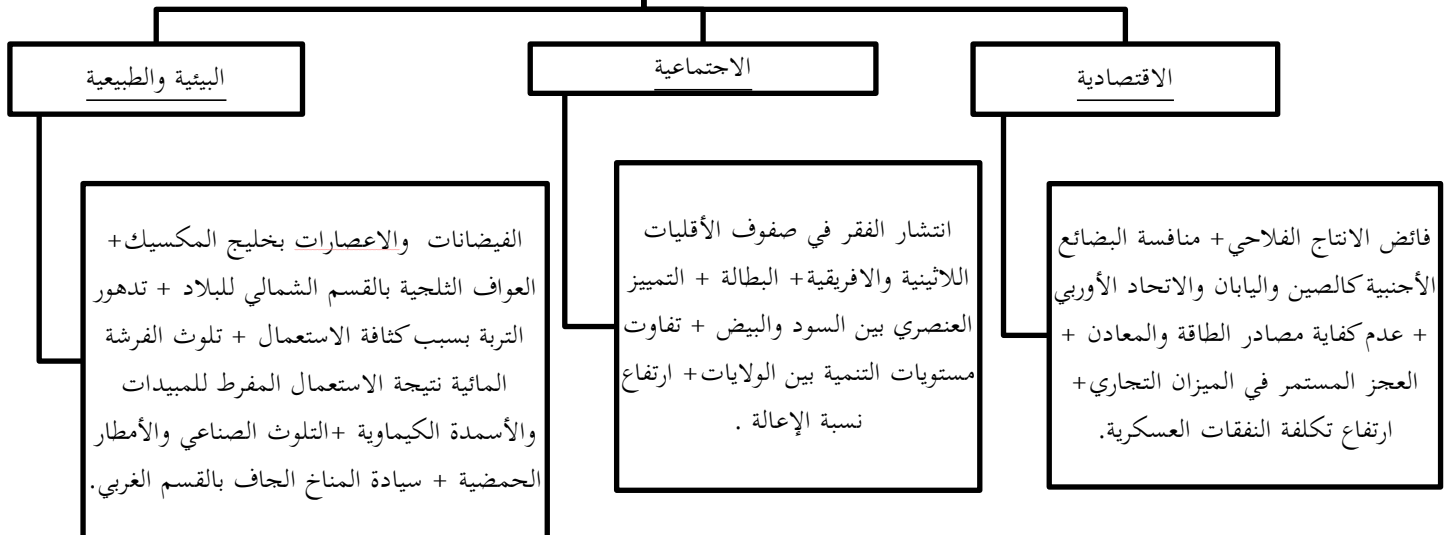 الاقتصادية
فائض الانتاج الفلاحي+ منافسة البضائع
الأجنبية كالصين واليابان والاتحاد الأوربي
+ عدم كفاية مصادر الطاقة والمعادن +
العجز المستمر في الميزان التجاري+
ارتفاع تكلفة النفقات العسكرية.
الاجتماعية
انتشار الفقر في صفوف الأقليات
اللاثينية والافريقية+ البطالة + التمييز
العنصري بين السود والبيض + تفاوت
مستويات التنمية بين الولايات+ ارتفاع
نسبة الإعالة .
البيئية والطبيعية
الفيضانات والاعصارات بخليج المكسيك+
العواف الثلجية بالقسم الشمالي للبلاد + تدهور
التربة بسبب كثافة الاستعمال + تلوث الفرشة
المائية نتيجة الاستعمال المفرط للمبيدات
والأسمدة الكيماوية +التلوث الصناعي والأمطار
الحمضية + سيادة المناخ الجاف بالقسم الغربي.